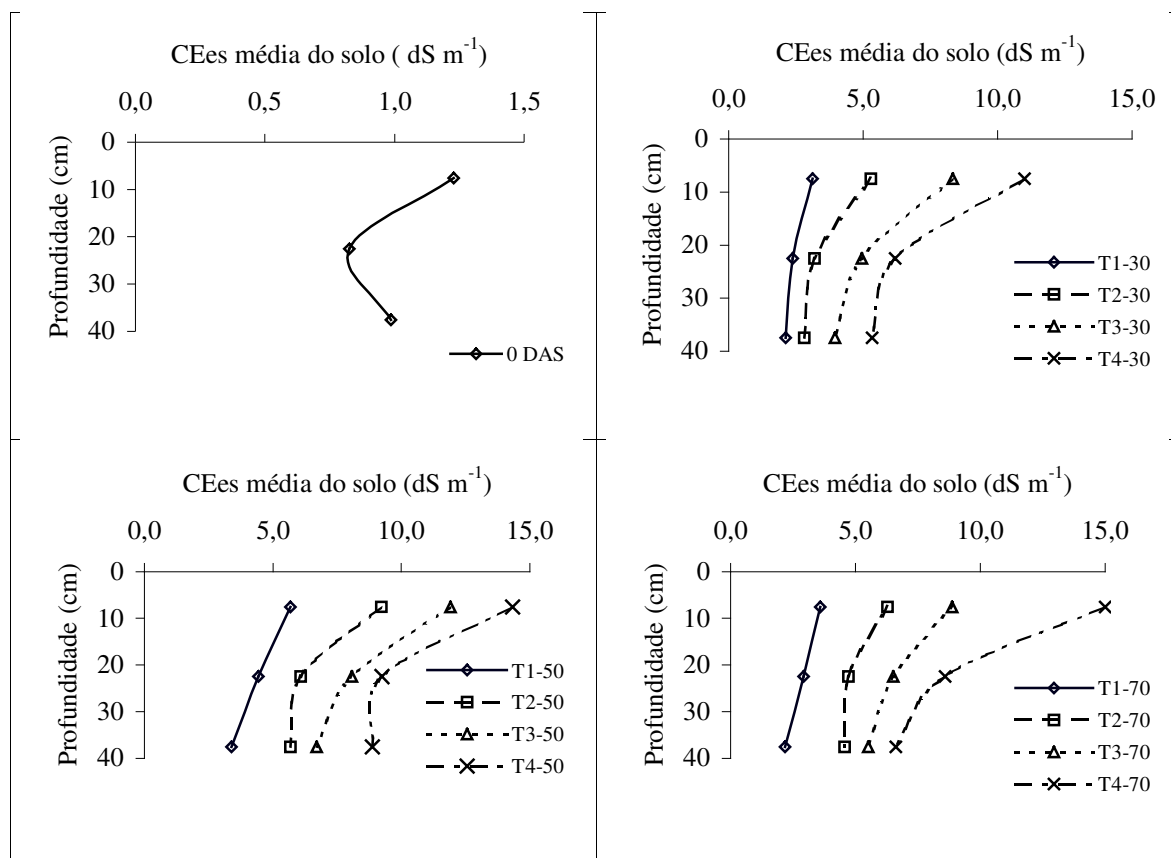 CEes média do solo ( dS m-1)
0,0 0,5 1,0 1,5
Profundidade (cm)
0
10
20
30
40
0 DAS
CEes média do solo (dS m-1)
0,0 5,0 10,0 15,0
Profundidade (cm)
0
10
20
30
40
T1-30
T2-30
T3-30
T4-30
CEes média do solo (dS m-1)
0,0 5,0 10,0 15,0
Profundidade (cm)
0
10
20
30
40
T1-50
T2-50
T3-50
T4-50
CEes média do solo (dS m-1)
0,0 5,0 10,0 15,0
Profundidade (cm)
0
10
20
30
40
T1-70
T2-70
T3-70
T4-70